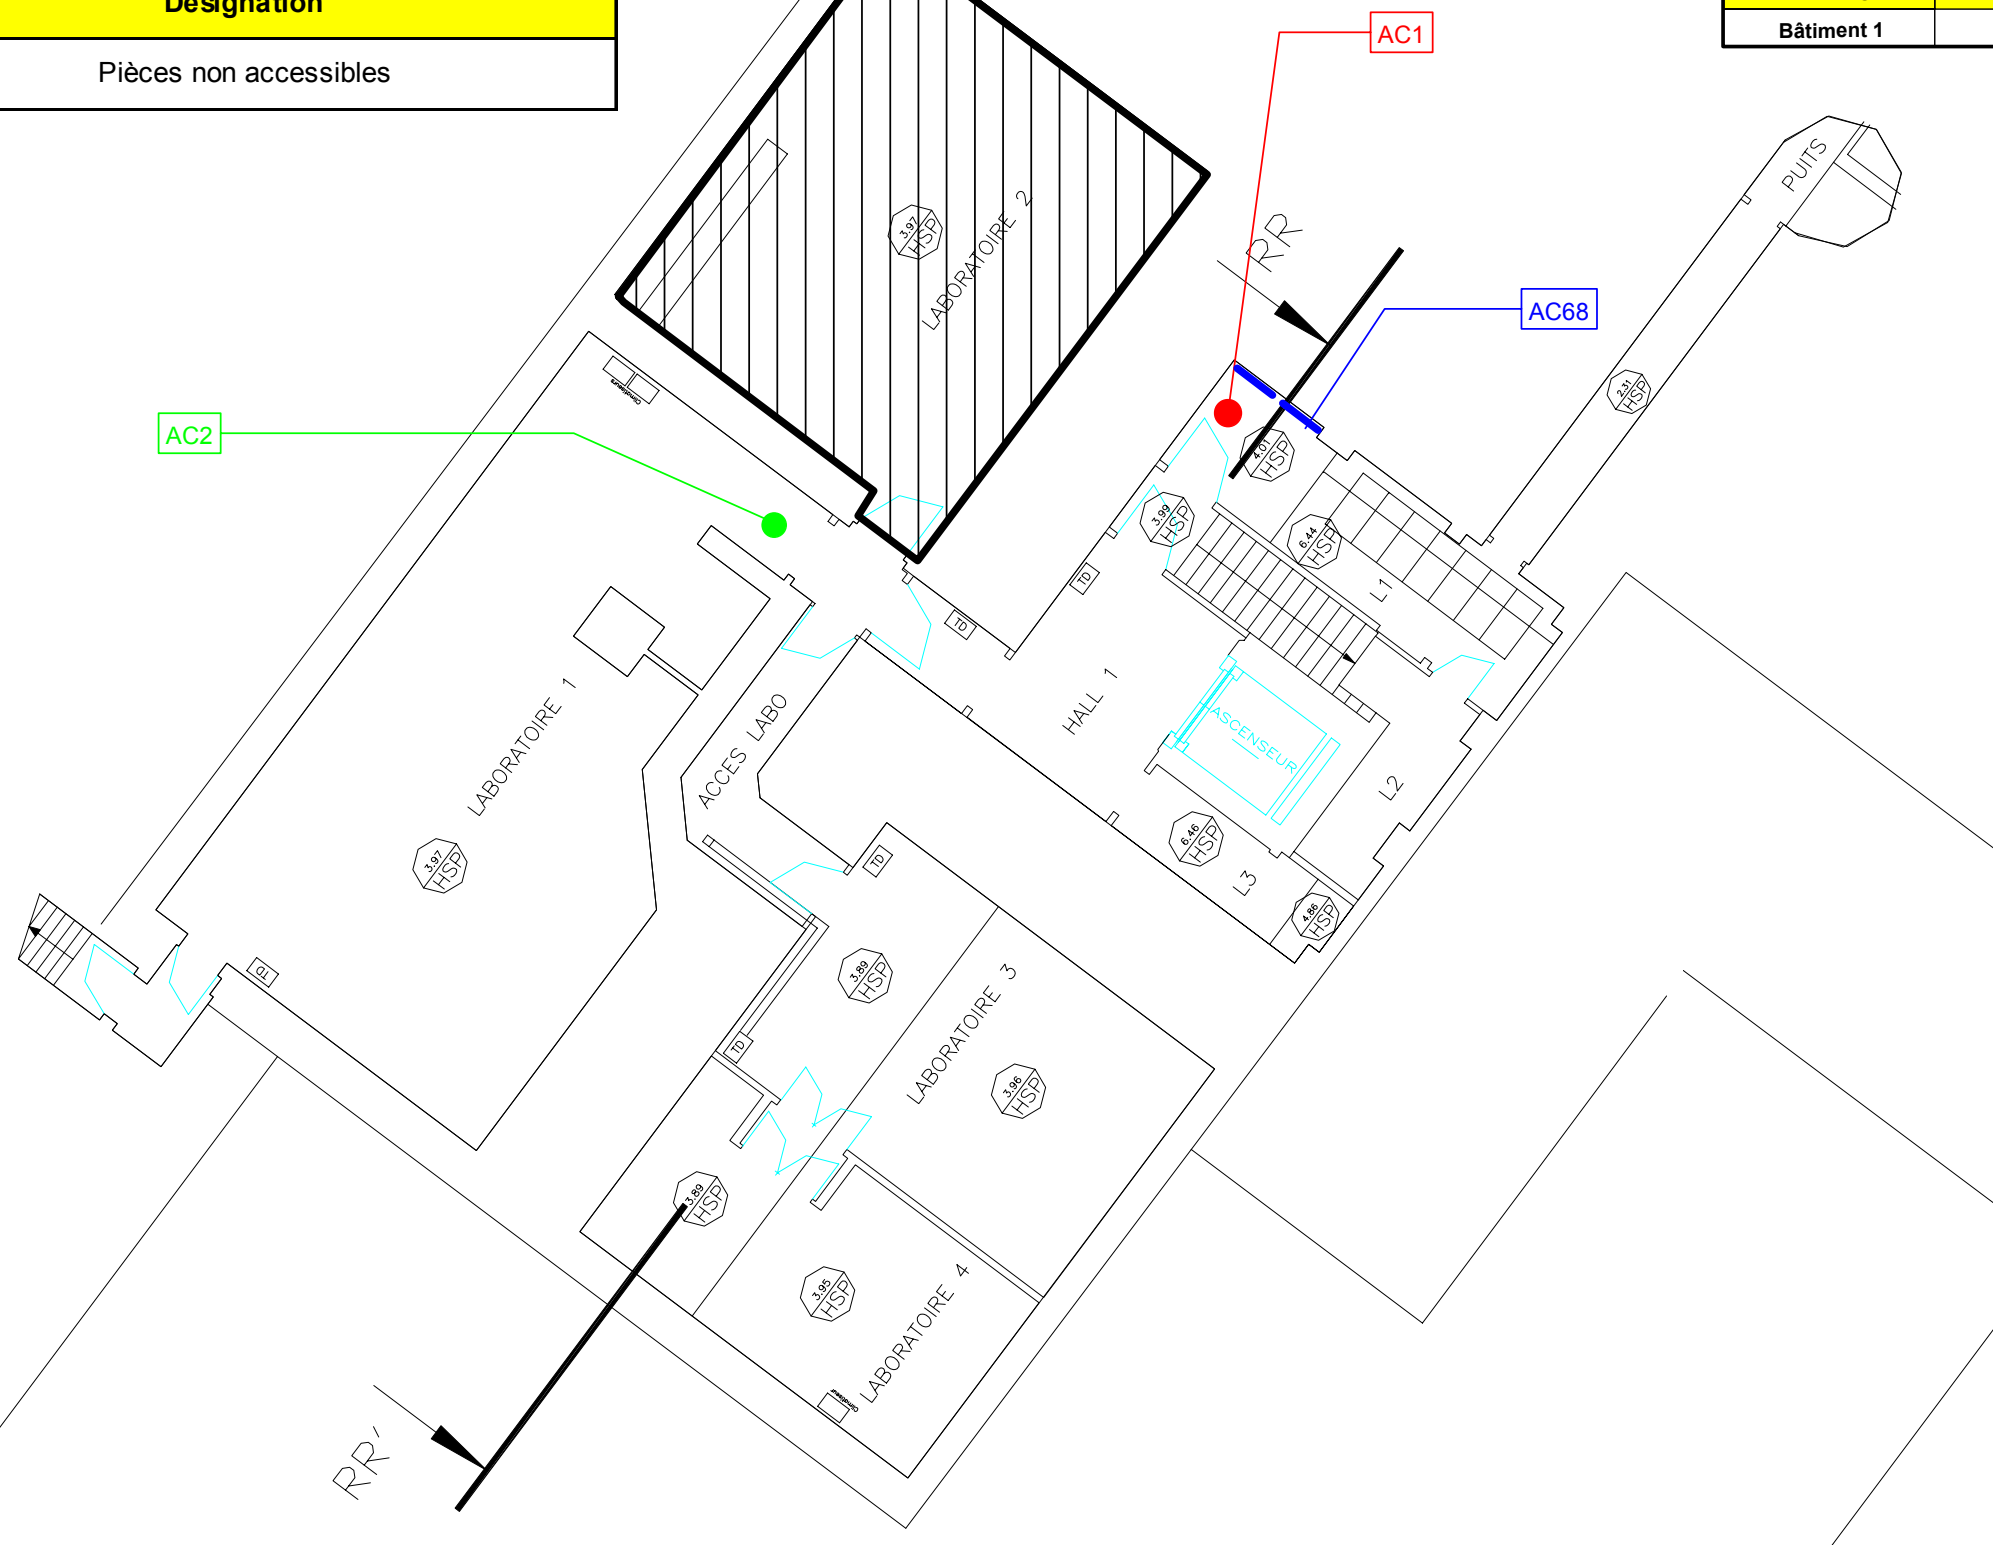 Désignation
Pièces non accessibles
Bâtiment 1
AC1
AC68
AC2
PUITS
RR
3.97
HSP
LABORATOIRE 2
2.31
HSP
Climatiseurs
4.01
HSP
3.99
HSP
6.44
HSP
TD
TD
L1
HALL 1
ASCENSEUR
LABORATOIRE 1
ACCES LABO
L2
3.97
HSP
6.46
HSP
L3
4.86
HSP
TD
TD
3.89
HSP
LABORATOIRE 3
TD
3.96
HSP
3.89
HSP
3.95
HSP
LABORATOIRE 4
Climatiseur
RR'